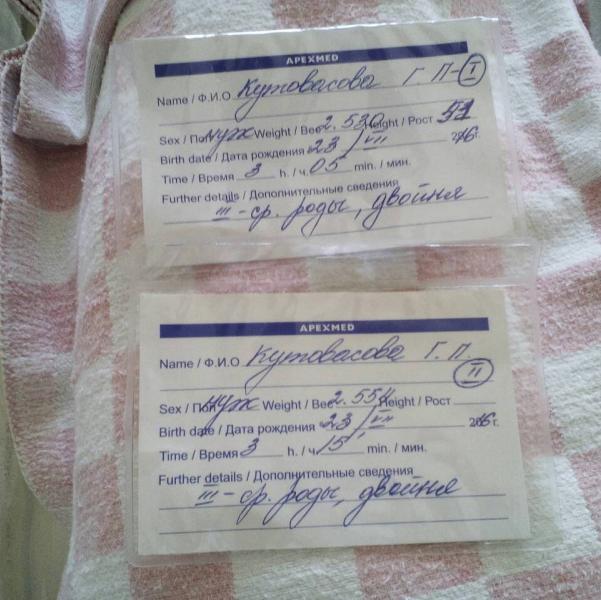 APEXMED
Name / Ф.И.О Кутовасова Г. П-I
Sex / Пол муж Weight / Вес 2.530 Height / Рост 51
Birth date / Дата рождения 23/VII 2016г.
Time / Время 3 h. / ч. 05 min. / мин.
Further details / Дополнительные сведения
III - ср. роды, двойня
APEXMED
Name / Ф.И.О Кутовасова Г. П.
II
Sex / Пол муж Weight / Вес 2.554 Height / Рост
Birth date / Дата рождения 23/VII 2016г.
Time / Время 3 h. / ч. 15 min. / мин.
Further details / Дополнительные сведения
III - ср. роды, двойня